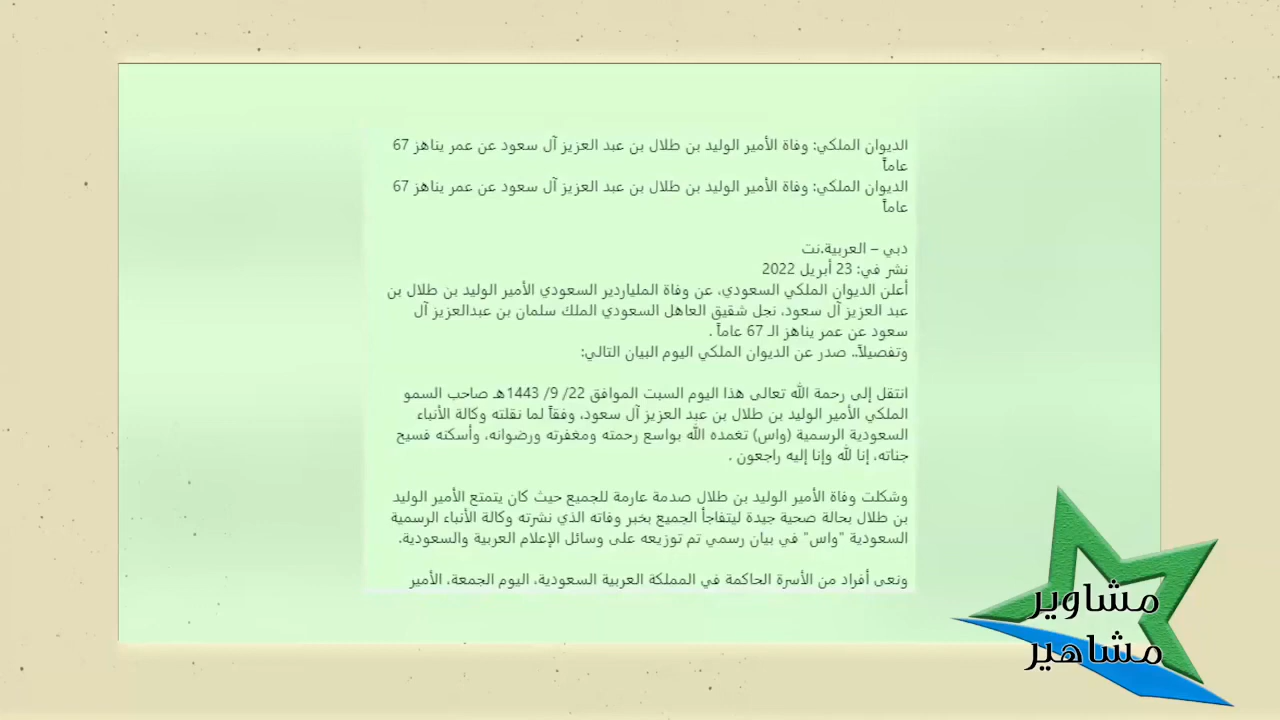 الديوان الملكي: وفاة الأمير الوليد بن طلال بن عبد العزيز آل سعود عن عمر يناهز 67
عاماً
الديوان الملكي: وفاة الأمير الوليد بن طلال بن عبد العزيز آل سعود عن عمر يناهز 67
عاماً
دبي – العربية.نت
نشر في: 23 أبريل 2022
أعلن الديوان الملكي السعودي، عن وفاة الملياردير السعودي الأمير الوليد بن طلال بن
عبد العزيز آل سعود، نجل شقيق العاهل السعودي الملك سلمان بن عبدالعزيز آل
سعود عن عمر يناهز الـ 67 عاماً .
وتفصيلاً.. صدر عن الديوان الملكي اليوم البيان التالي:
انتقل إلى رحمة الله تعالى هذا اليوم السبت الموافق 22/ 9/ 1443هـ صاحب السمو
الملكي الأمير الوليد بن طلال بن عبد العزيز آل سعود، وفقاً لما نقلته وكالة الأنباء
السعودية الرسمية (واس) تغمده الله بواسع رحمته ومغفرته ورضوانه، وأسكنه فسيح
جناته، إنا لله وإنا إليه راجعون .
وشكلت وفاة الأمير الوليد بن طلال صدمة عارمة للجميع حيث كان يتمتع الأمير الوليد
بن طلال بحالة صحية جيدة ليتفاجأ الجميع بخبر وفاته الذي نشرته وكالة الأنباء الرسمية
السعودية "واس" في بيان رسمي تم توزيعه على وسائل الإعلام العربية والسعودية.
ونعى أفراد من الأسرة الحاكمة في المملكة العربية السعودية، اليوم الجمعة، الأمير
مشاوير
مشاهير